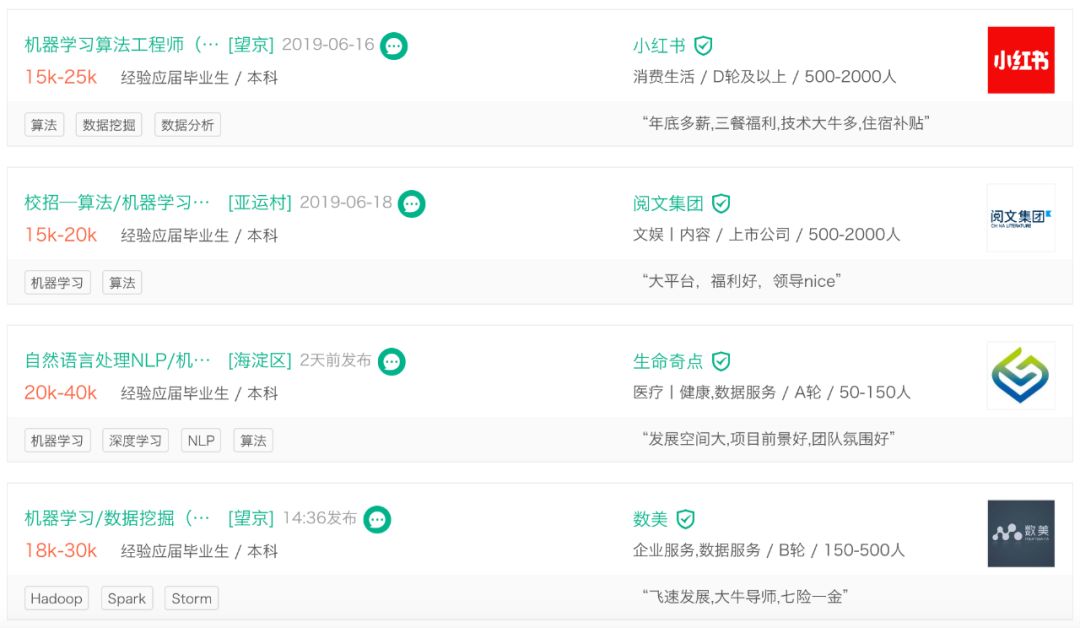 机器学习算法工程师（… [望京] 2019-06-16
小红书
小红书
15k-25k 经验应届毕业生 / 本科
消费生活 / D轮及以上 / 500-2000人
算法 数据挖掘 数据分析
“年底多薪,三餐福利,技术大牛多,住宿补贴”
校招—算法/机器学习… [亚运村] 2019-06-18
阅文集团
阅文集团
CHINA LITERATURE
15k-20k 经验应届毕业生 / 本科
文娱丨内容 / 上市公司 / 500-2000人
机器学习 算法
“大平台，福利好，领导nice”
自然语言处理NLP/机… [海淀区] 2天前发布
生命奇点
20k-40k 经验应届毕业生 / 本科
医疗丨健康,数据服务 / A轮 / 50-150人
机器学习 深度学习 NLP 算法
“发展空间大,项目前景好,团队氛围好”
机器学习/数据挖掘（… [望京] 14:36发布
数美
数美
18k-30k 经验应届毕业生 / 本科
企业服务,数据服务 / B轮 / 150-500人
Hadoop Spark Storm
“飞速发展,大牛导师,七险一金”